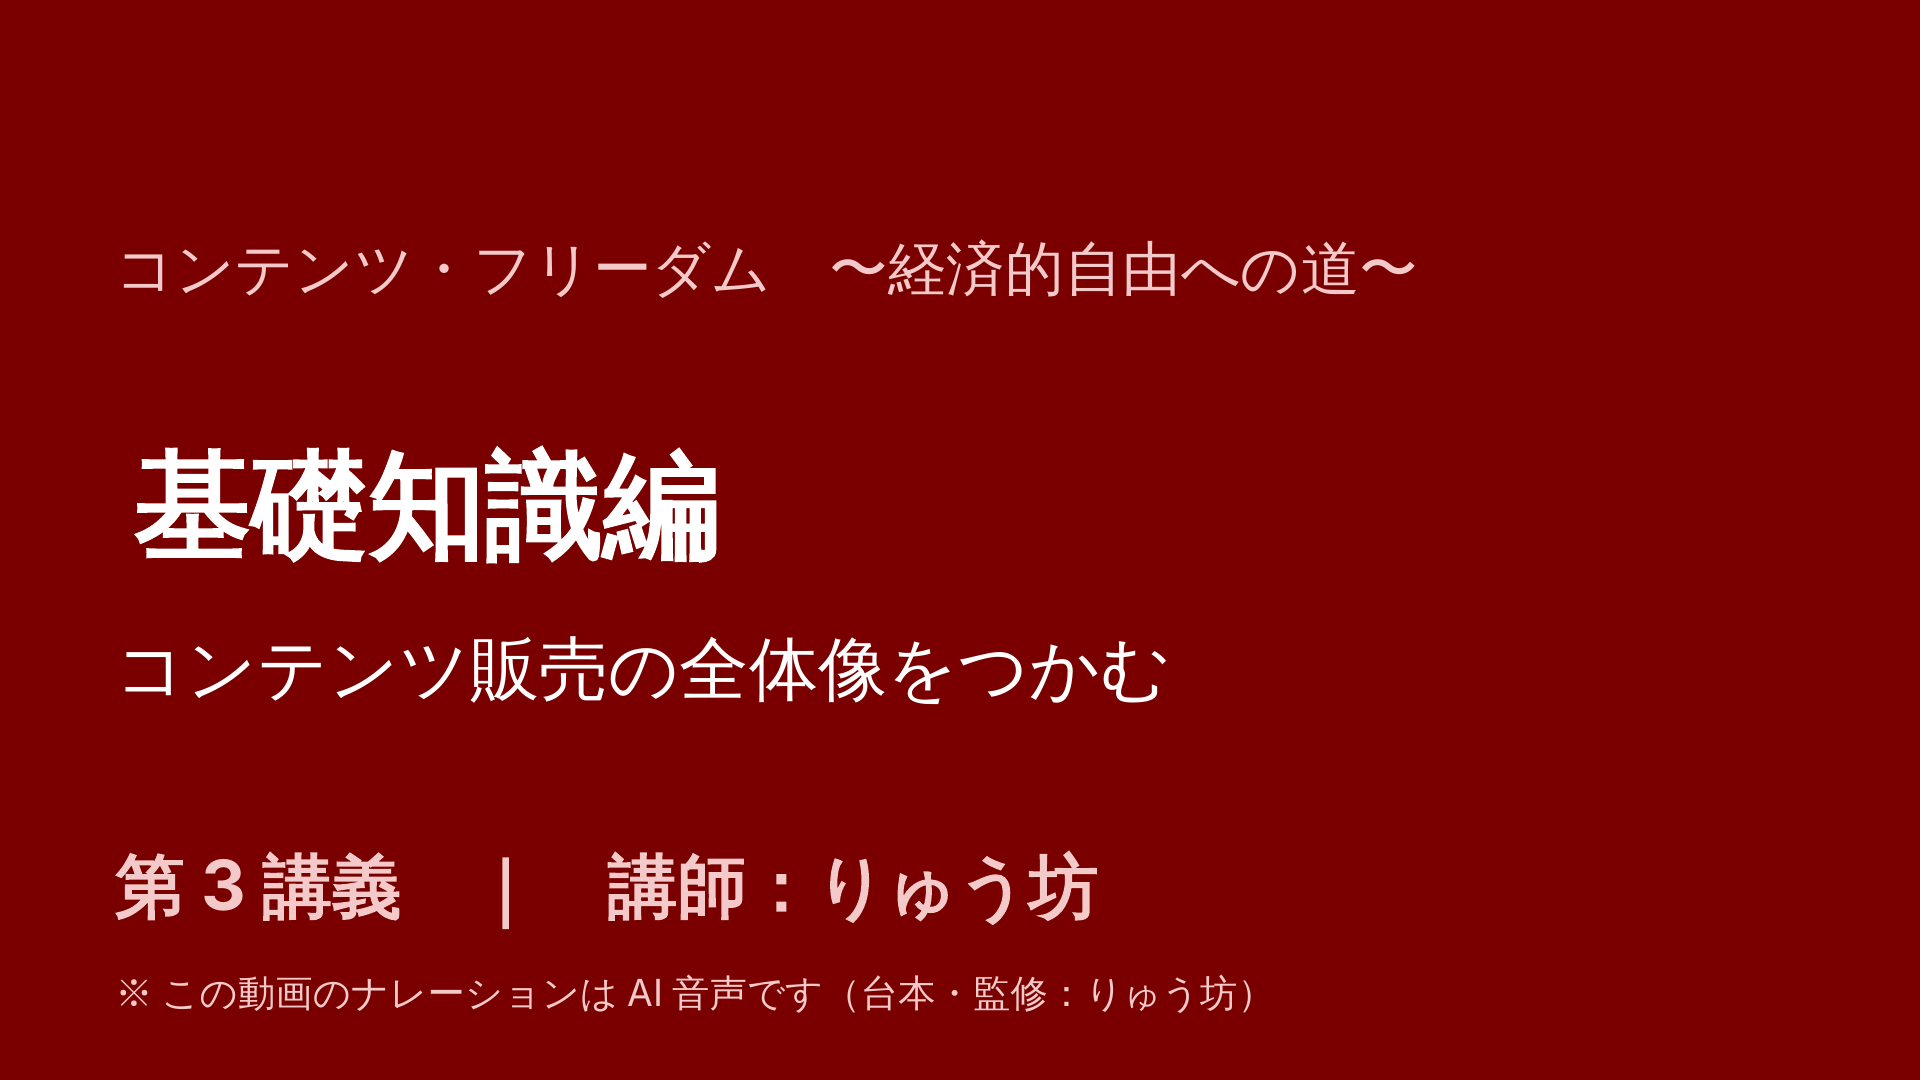 コンテンツ・フリーダム　〜経済的自由への道〜
基礎知識編
コンテンツ販売の全体像をつかむ
第 3 講義　｜　講師：りゅう坊
※ この動画のナレーションは AI 音声です（台本・監修：りゅう坊）